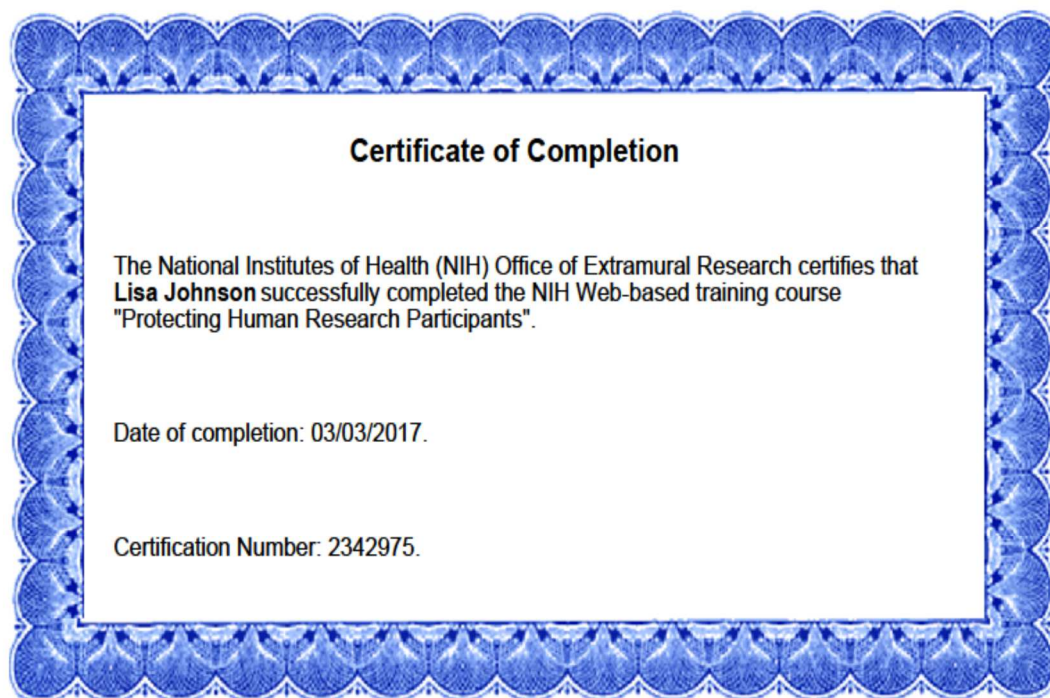 Certificate of Completion
The National Institutes of Health (NIH) Office of Extramural Research certifies that
Lisa Johnson successfully completed the NIH Web-based training course
"Protecting Human Research Participants".
Date of completion: 03/03/2017.
Certification Number: 2342975.